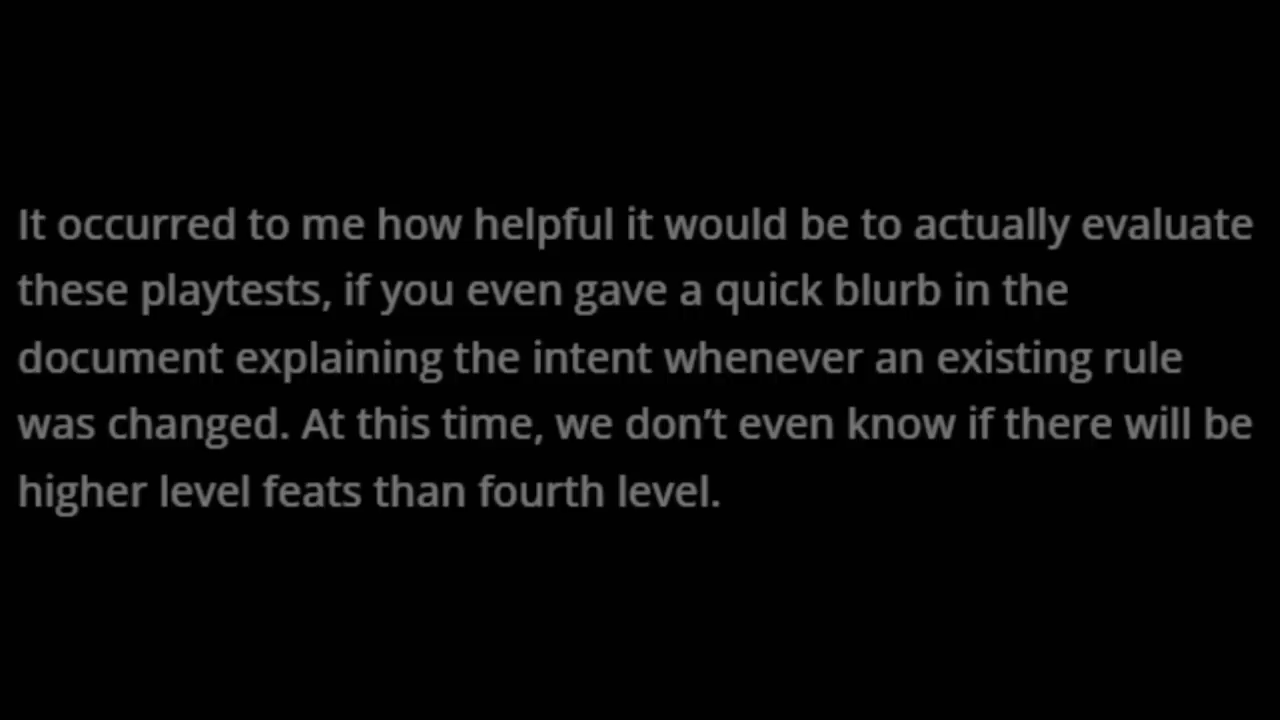 It occurred to me how helpful it would be to actually evaluate
these playtests, if you even gave a quick blurb in the
document explaining the intent whenever an existing rule
was changed. At this time, we don’t even know if there will be
higher level feats than fourth level.